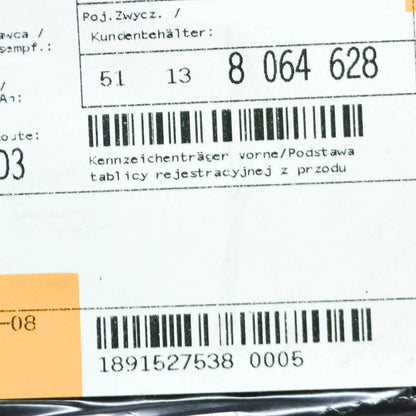 Poj.Zwycz. /
Kundenbehälter:
awca /
sempf.:
51 13 8 064 628
/
An:
oute:
03
Kennzeichenträger vorne/Podstawa
tablicy rejestracyjnej z przodu
-08
1891527538 0005